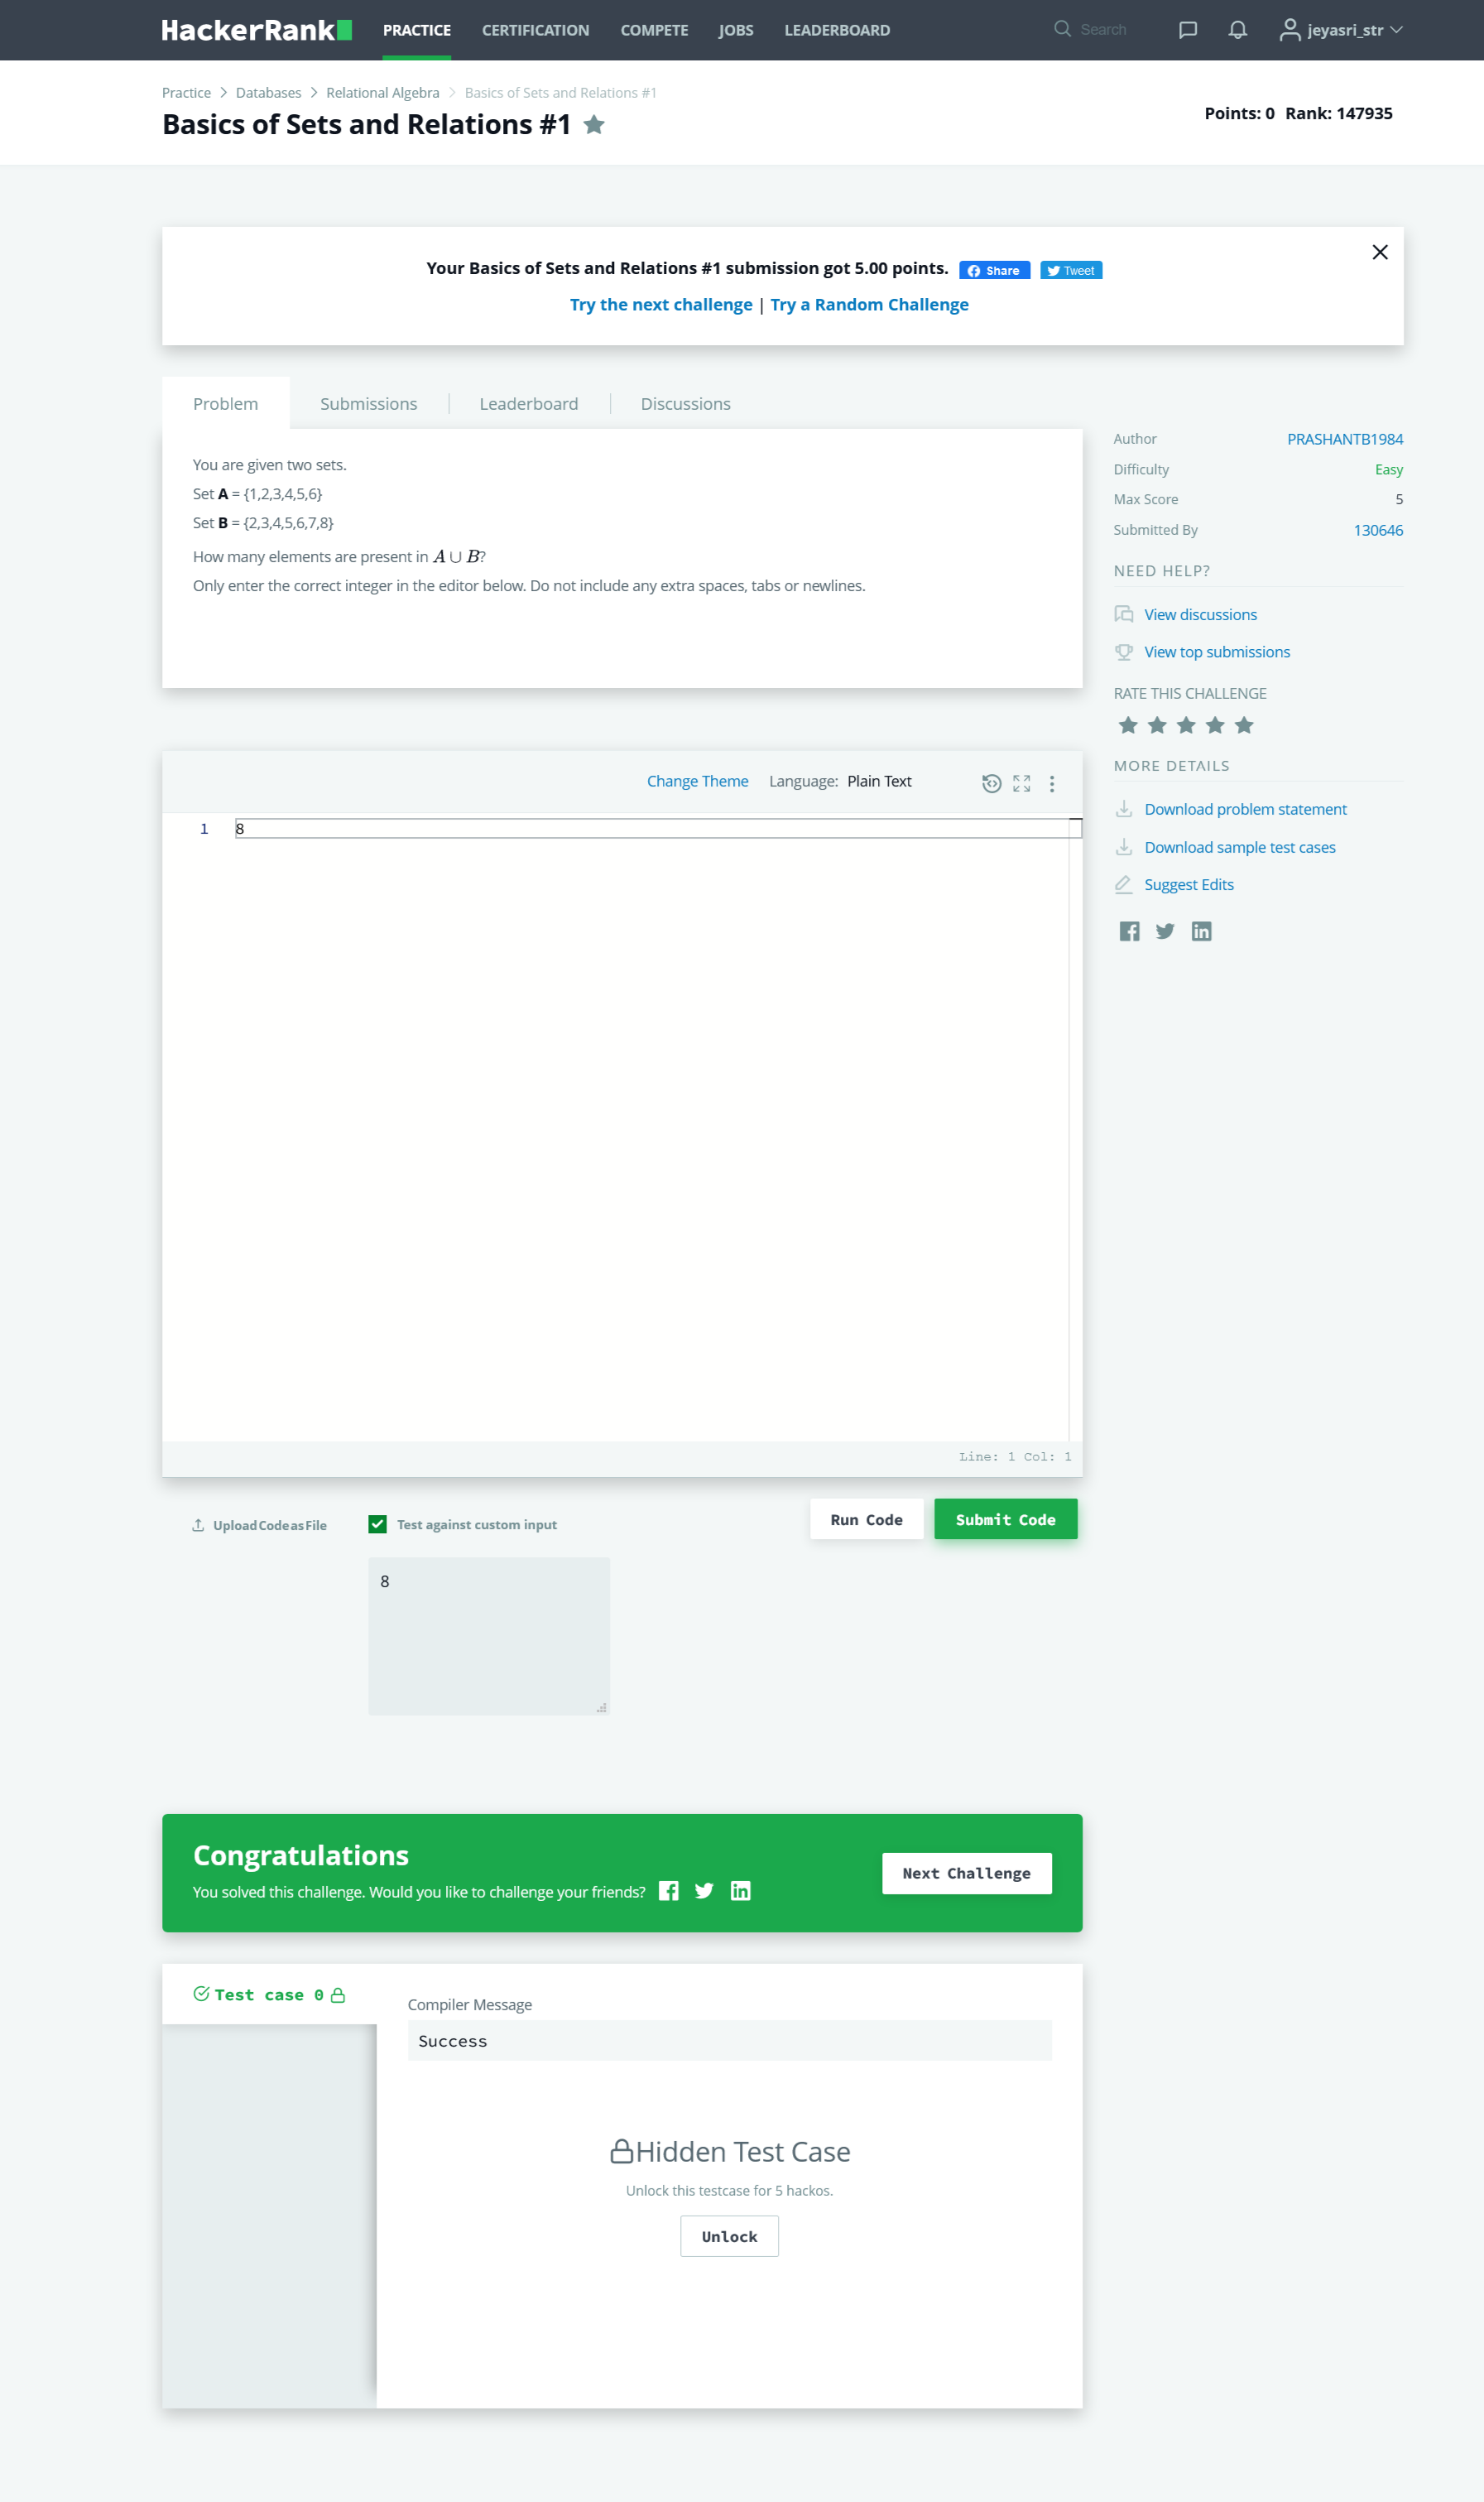 HackerRank PRACTICE CERTIFICATION COMPETE JOBS LEADERBOARD Search jeyasri_str
Practice > Databases > Relational Algebra > Basics of Sets and Relations #1
Basics of Sets and Relations #1
Points: 0 Rank: 147935
Your Basics of Sets and Relations #1 submission got 5.00 points. Share Tweet
Try the next challenge | Try a Random Challenge
Problem Submissions Leaderboard Discussions
You are given two sets.
Set A = {1,2,3,4,5,6}
Set B = {2,3,4,5,6,7,8}
How many elements are present in A ∪ B?
Only enter the correct integer in the editor below. Do not include any extra spaces, tabs or newlines.
Author PRASHANTB1984
Difficulty Easy
Max Score 5
Submitted By 130646
NEED HELP?
View discussions
View top submissions
RATE THIS CHALLENGE
MORE DETAILS
Download problem statement
Download sample test cases
Suggest Edits
Change Theme Language: Plain Text
1 8
Line: 1 Col: 1
Upload Code as File Test against custom input Run Code Submit Code
8
Congratulations
You solved this challenge. Would you like to challenge your friends?
Next Challenge
Test case 0
Compiler Message
Success
Hidden Test Case
Unlock this testcase for 5 hackos.
Unlock